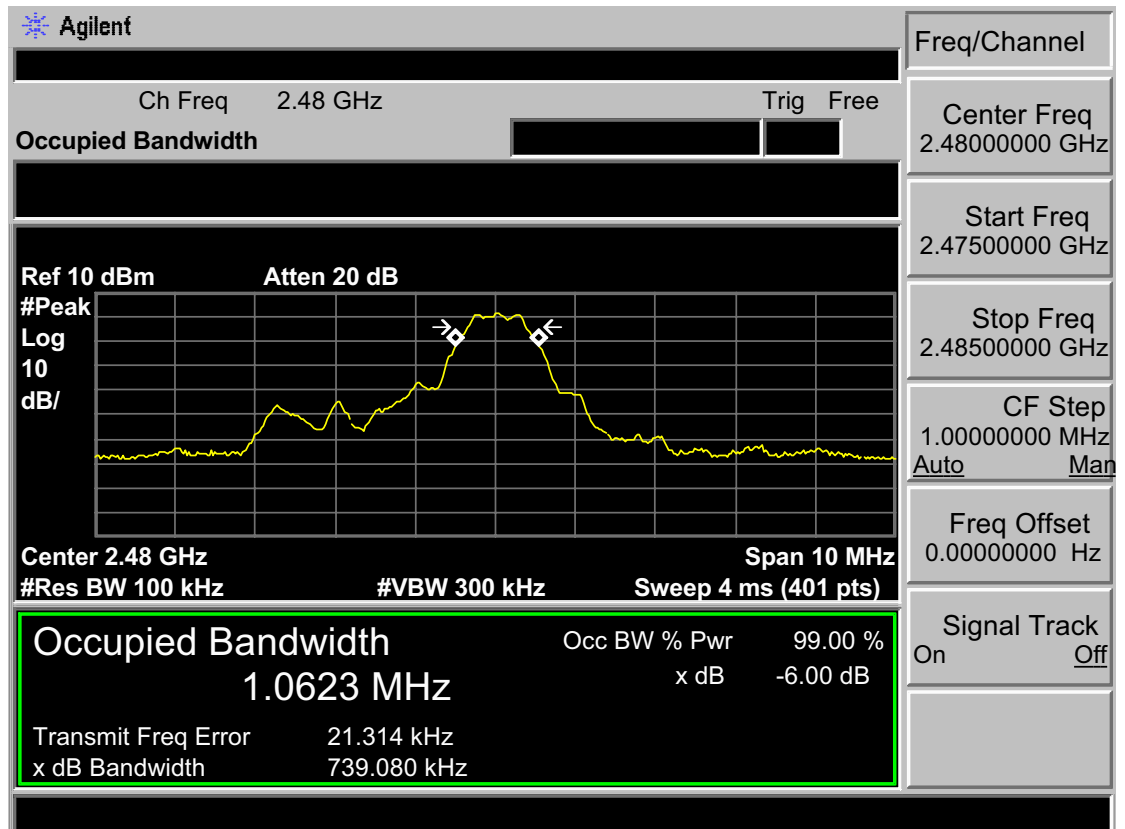 Agilent
Freq/Channel
Ch Freq 2.48 GHz Trig Free
Occupied Bandwidth
Center Freq
2.48000000 GHz
Start Freq
2.47500000 GHz
Stop Freq
2.48500000 GHz
CF Step
1.00000000 MHz
Auto Man
Freq Offset
0.00000000 Hz
Signal Track
On Off
Ref 10 dBm Atten 20 dB
#Peak
Log
10
dB/
Center 2.48 GHz Span 10 MHz
#Res BW 100 kHz #VBW 300 kHz Sweep 4 ms (401 pts)
Occupied Bandwidth
1.0623 MHz
Occ BW % Pwr 99.00 %
x dB -6.00 dB
Transmit Freq Error 21.314 kHz
x dB Bandwidth 739.080 kHz